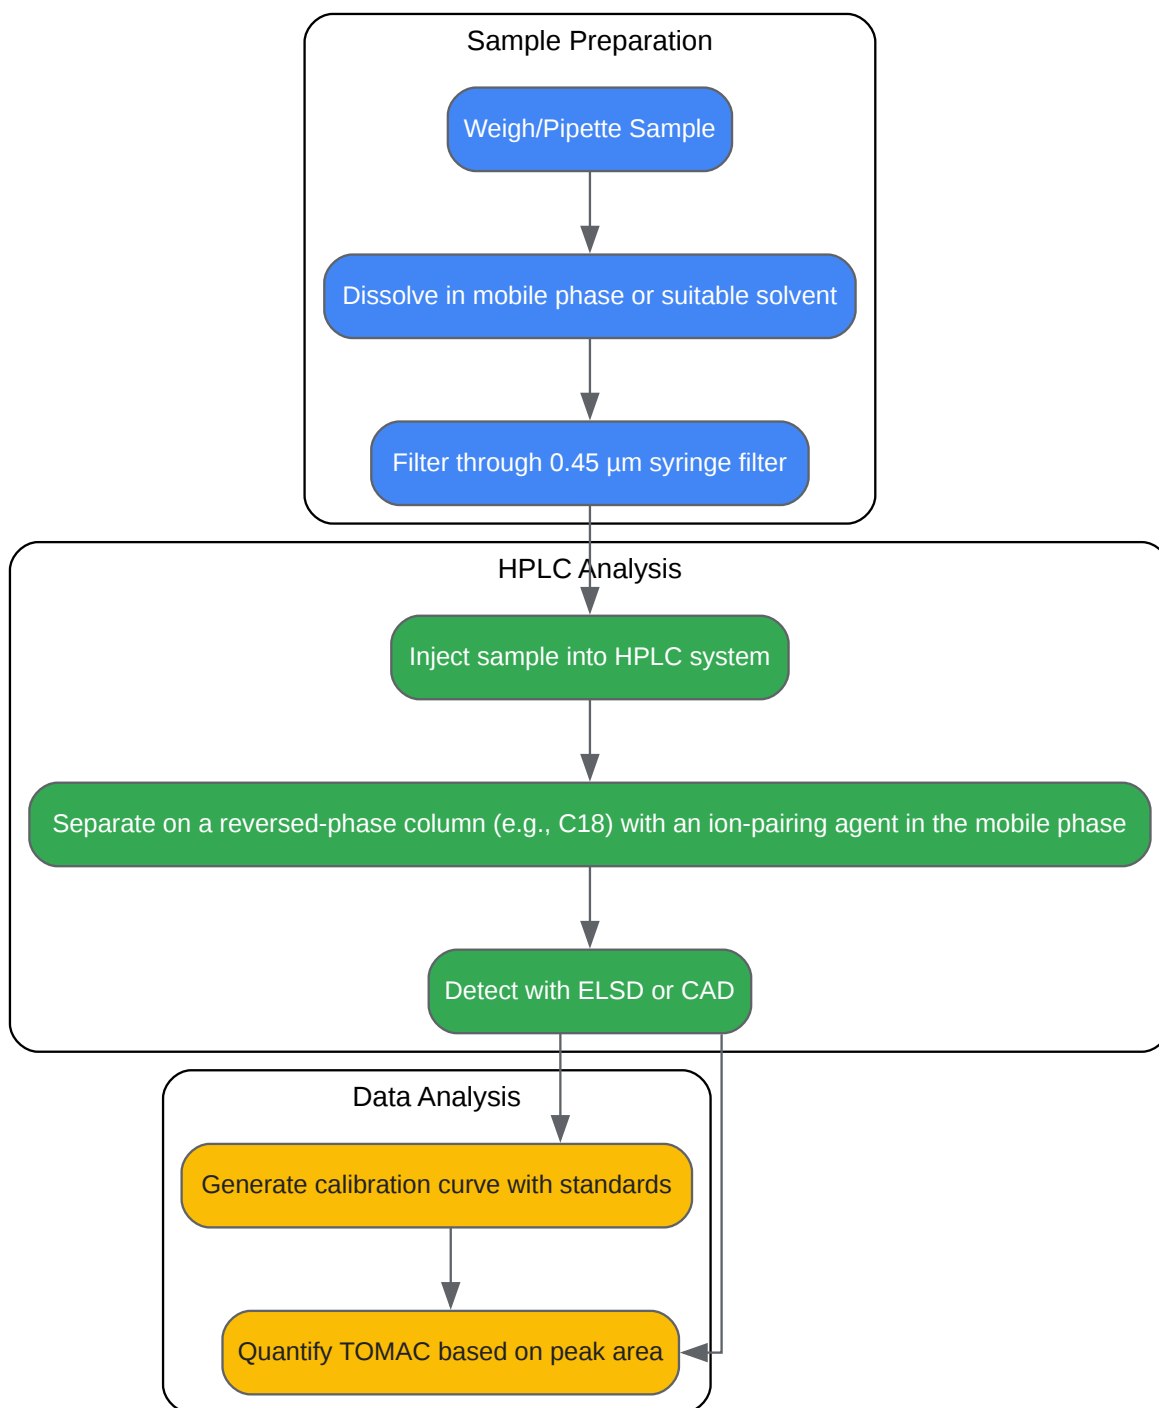 Sample Preparation
Weigh/Pipette Sample
Dissolve in mobile phase or suitable solvent
Filter through 0.45 µm syringe filter
HPLC Analysis
Inject sample into HPLC system
Separate on a reversed-phase column (e.g., C18) with an ion-pairing agent in the mobile phase
Detect with ELSD or CAD
Data Analysis
Generate calibration curve with standards
Quantify TOMAC based on peak area